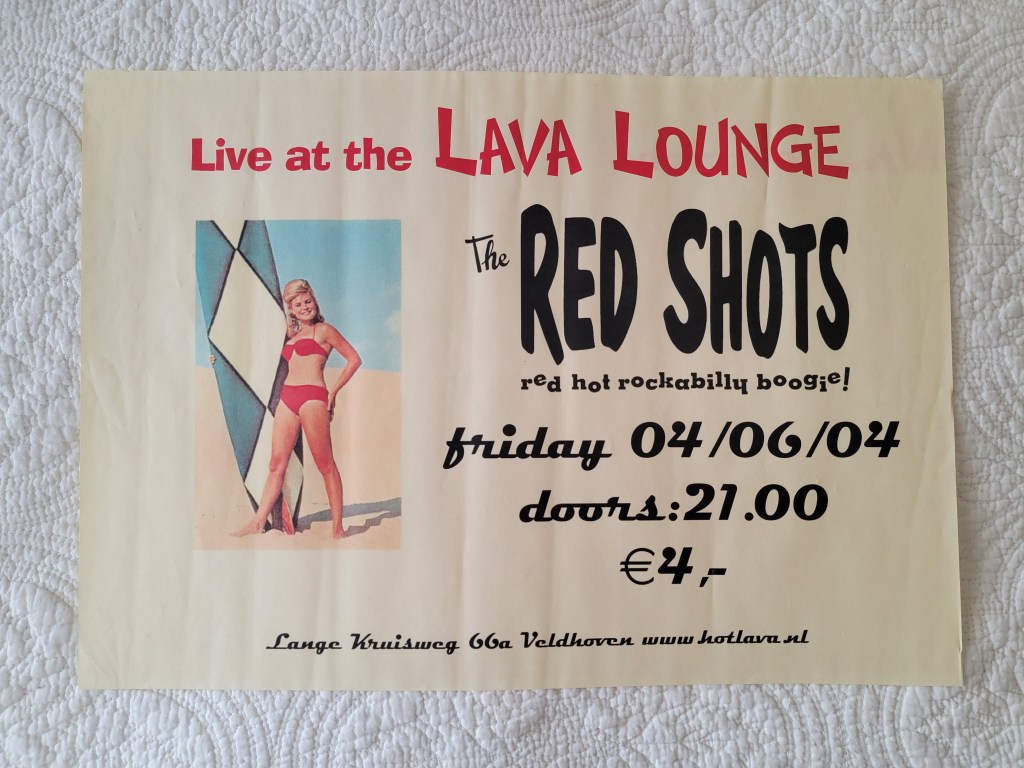 Live at the LAVA LOUNGE
The RED SHOTS
red hot rockabilly boogie!
friday 04/06/04
doors:21.00
€4,-
Lange Kruisweg 66a Veldhoven www.hotlava.nl